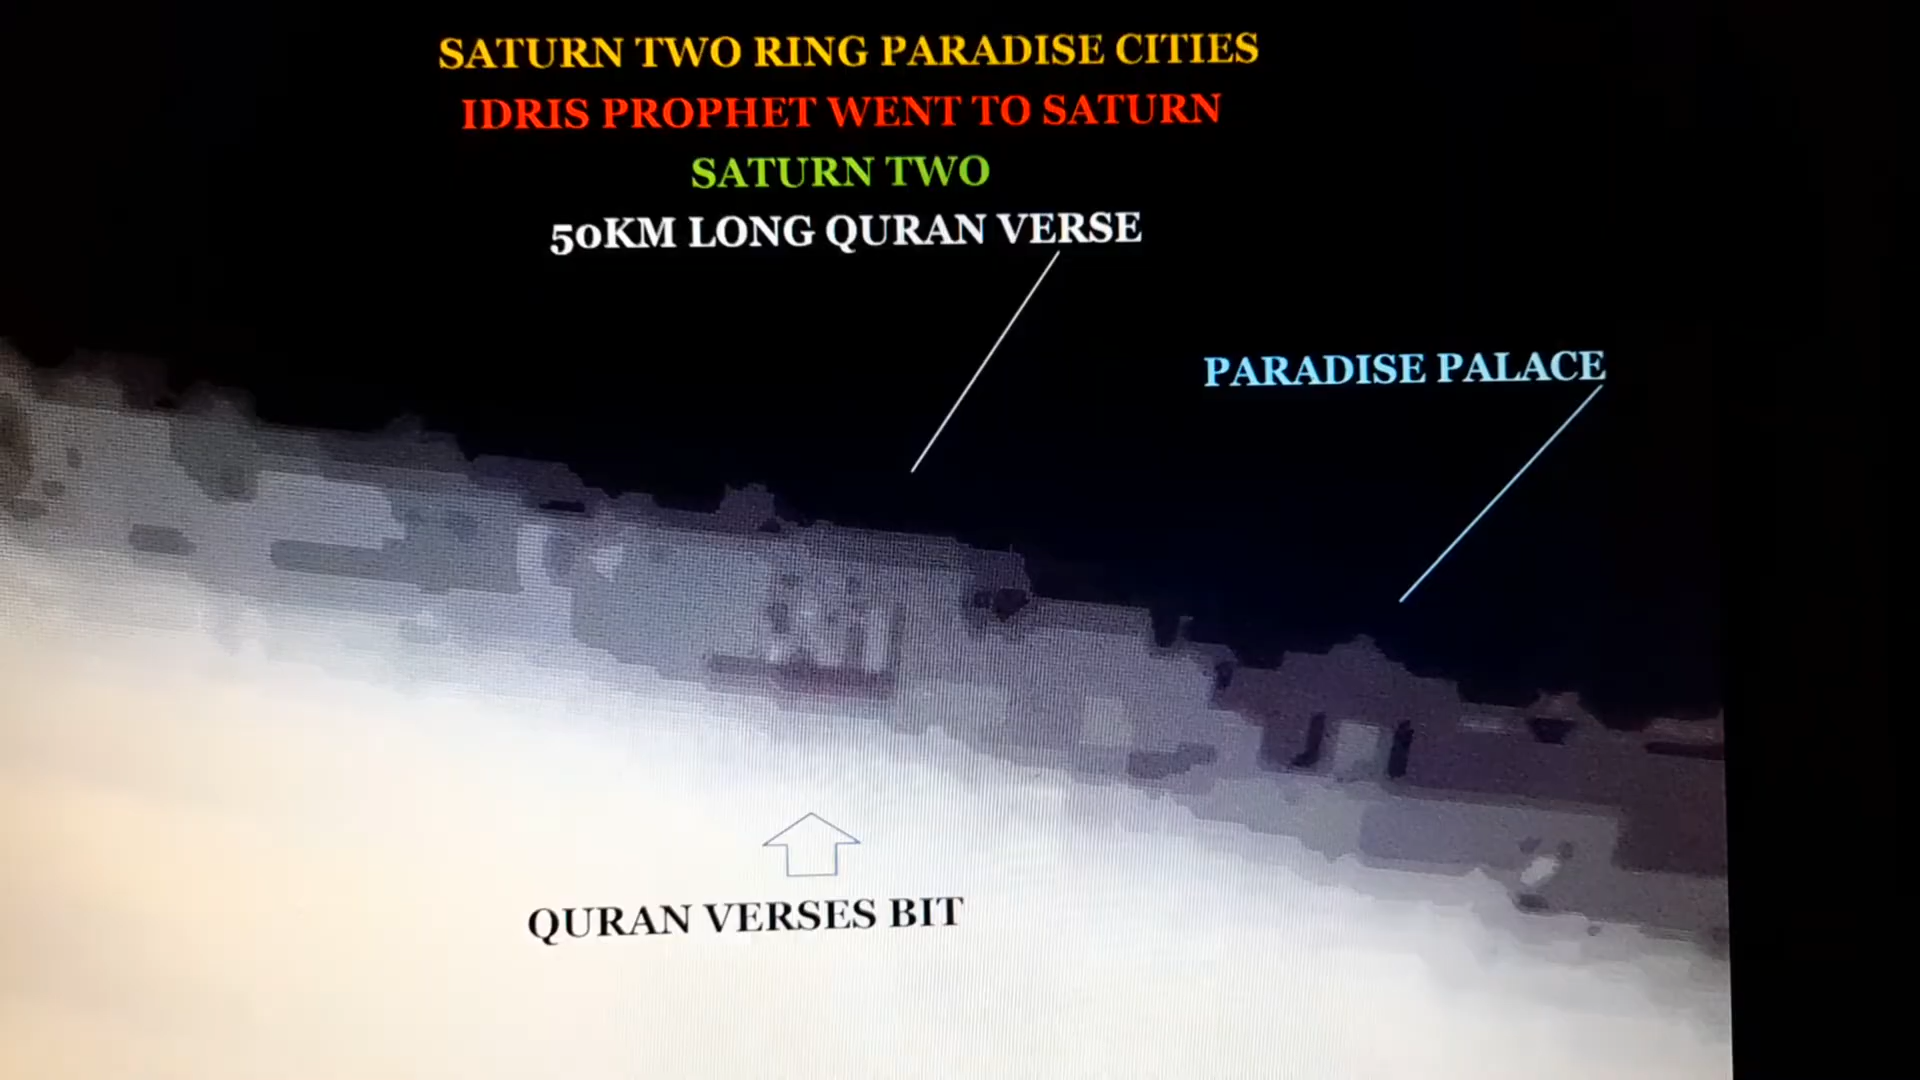 SATURN TWO RING PARADISE CITIES
IDRIS PROPHET WENT TO SATURN
SATURN TWO
50KM LONG QURAN VERSE
PARADISE PALACE
QURAN VERSES BIT